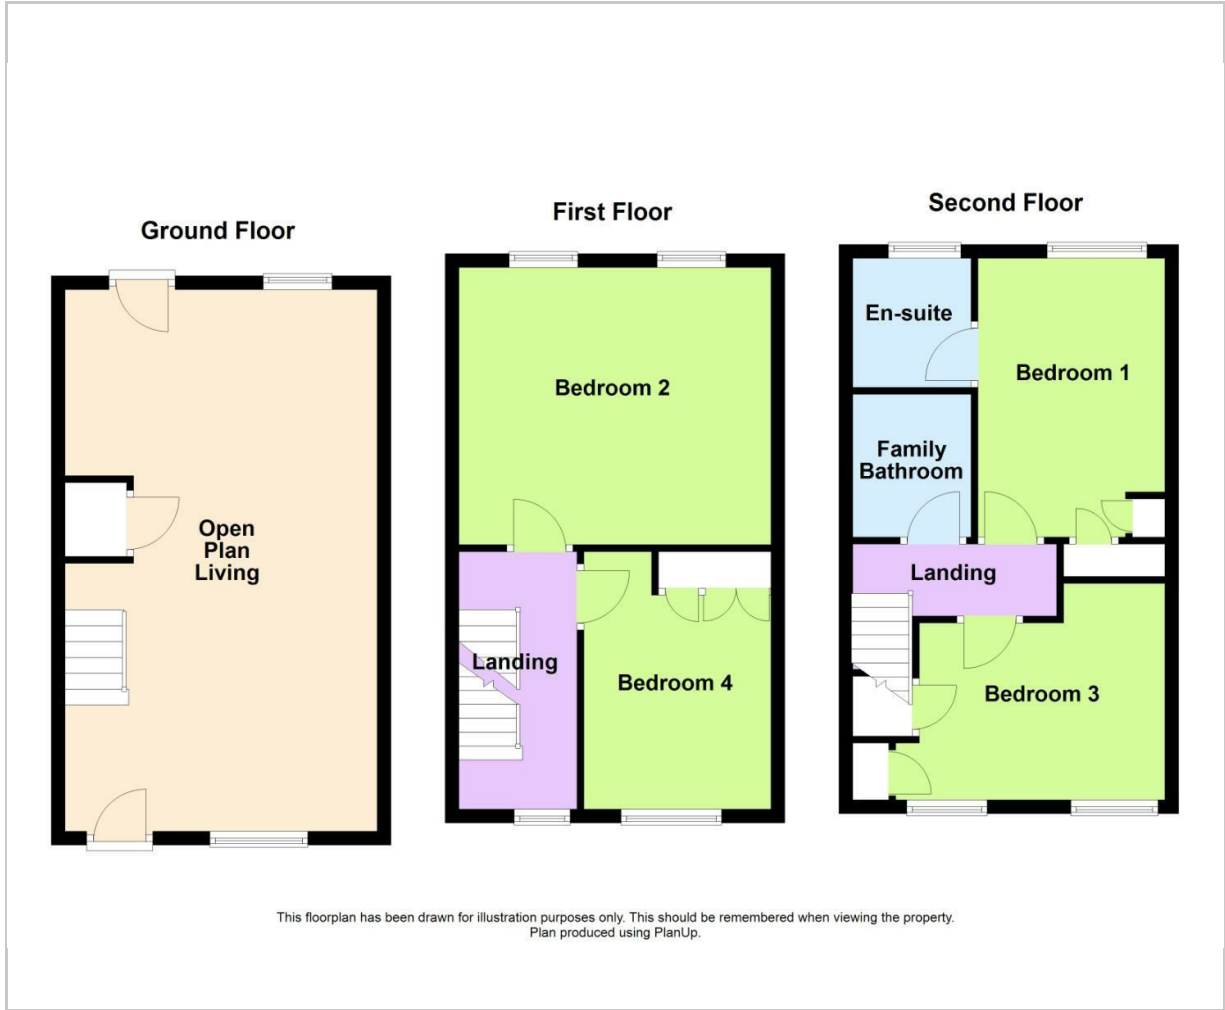 Ground Floor
Open
Plan
Living
First Floor
Bedroom 2
Landing
Bedroom 4
Second Floor
En-suite
Bedroom 1
Family
Bathroom
Landing
Bedroom 3
This floorplan has been drawn for illustration purposes only. This should be remembered when viewing the property.
Plan produced using PlanUp.